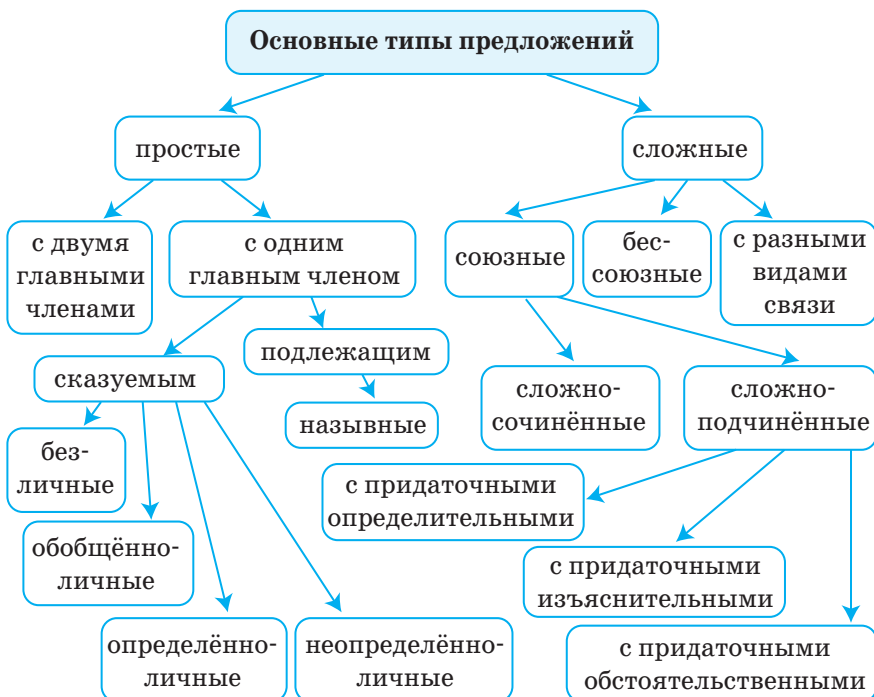 Основные типы предложений
простые
сложные
с двумя
главными
членами
с одним
главным членом
союзные
бес-
союзные
с разными
видами
связи
сказуемым
подлежащим
назывные
сложно-
сочинённые
сложно-
подчинённые
без-
личные
обобщённо-
личные
определённо-
личные
неопределённо-
личные
с придаточными
определительными
с придаточными
изъяснительными
с придаточными
обстоятельственными